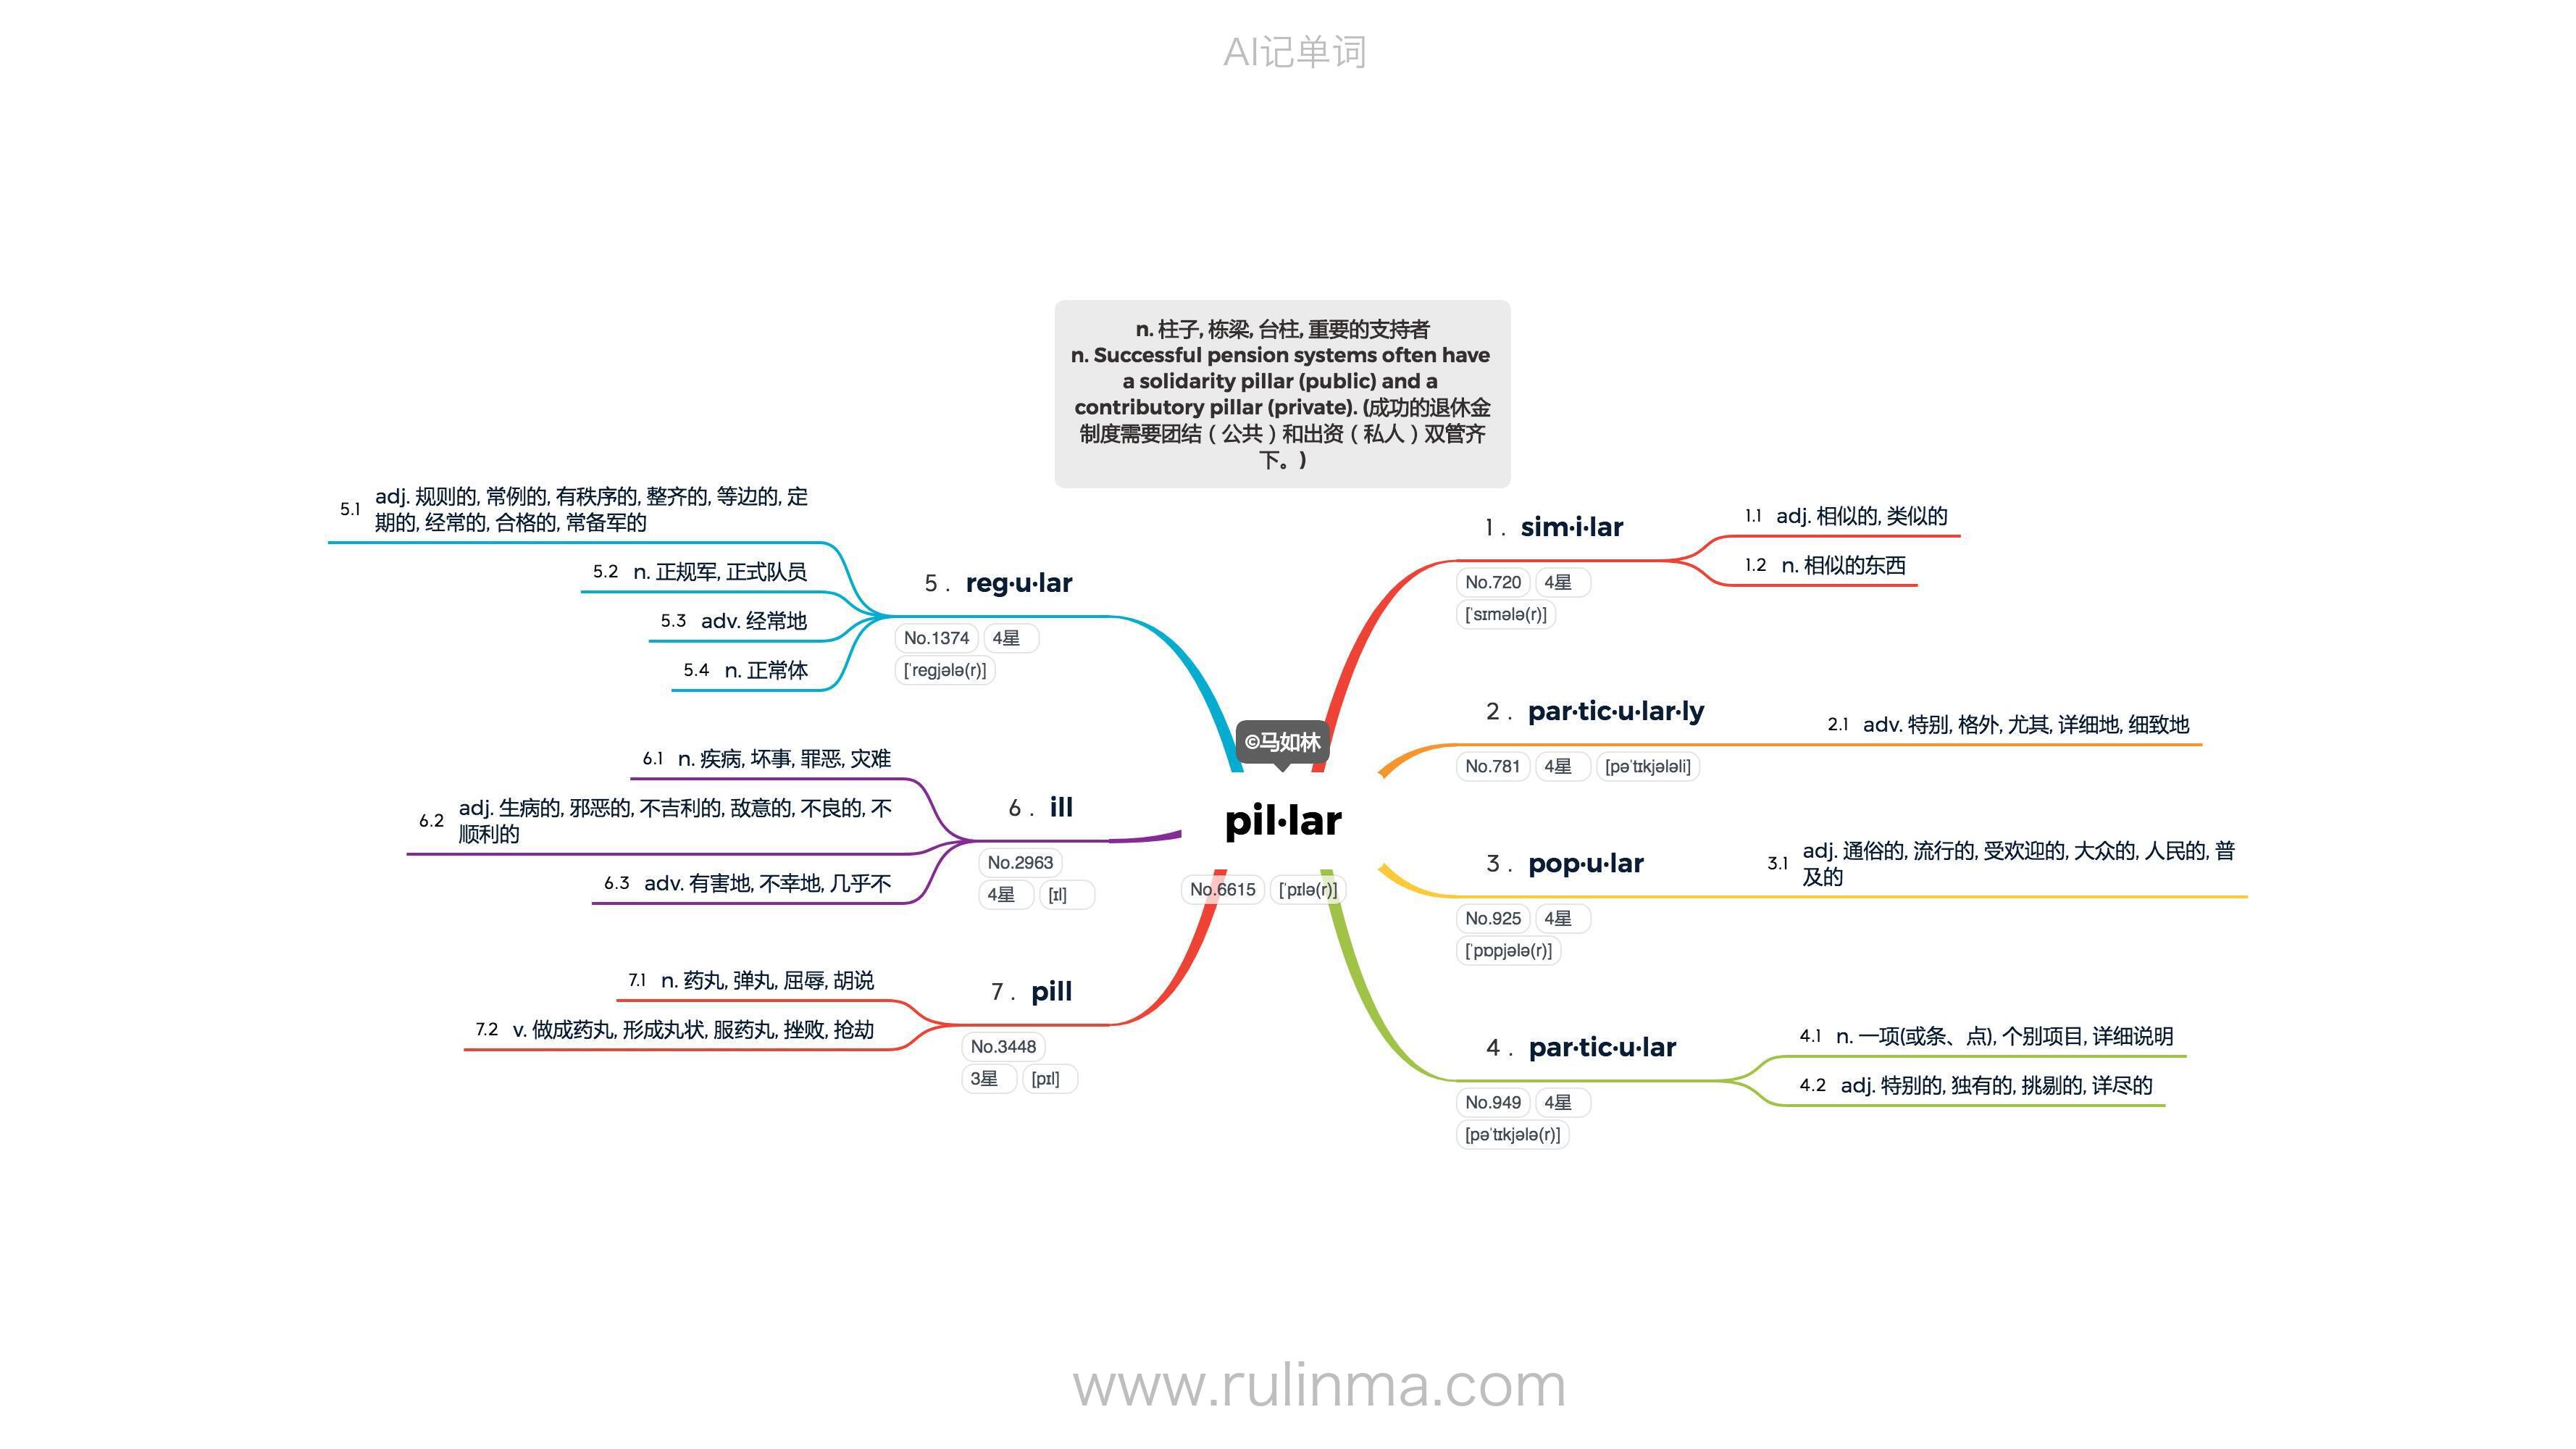 AI记单词
n. 柱子, 栋梁, 台柱, 重要的支持者
n. Successful pension systems often have
a solidarity pillar (public) and a
contributory pillar (private). (成功的退休金
制度需要团结（公共）和出资（私人）双管齐
下。)
©马如林
pil·lar
No.6615 [ˈpɪlə(r)]
1 . sim·i·lar
No.720 4星
[ˈsɪmələ(r)]
1.1 adj. 相似的, 类似的
1.2 n. 相似的东西
2 . par·tic·u·lar·ly
No.781 4星 [pəˈtɪkjələli]
2.1 adv. 特别, 格外, 尤其, 详细地, 细致地
3 . pop·u·lar
No.925 4星
[ˈpɒpjələ(r)]
3.1 adj. 通俗的, 流行的, 受欢迎的, 大众的, 人民的, 普
及的
4 . par·tic·u·lar
No.949 4星
[pəˈtɪkjələ(r)]
4.1 n. 一项(或条、点), 个别项目, 详细说明
4.2 adj. 特别的, 独有的, 挑剔的, 详尽的
5 . reg·u·lar
No.1374 4星
[ˈregjələ(r)]
5.1 adj. 规则的, 常例的, 有秩序的, 整齐的, 等边的, 定
期的, 经常的, 合格的, 常备军的
5.2 n. 正规军, 正式队员
5.3 adv. 经常地
5.4 n. 正常体
6 . ill
No.2963
4星 [ɪl]
6.1 n. 疾病, 坏事, 罪恶, 灾难
6.2 adj. 生病的, 邪恶的, 不吉利的, 敌意的, 不良的, 不
顺利的
6.3 adv. 有害地, 不幸地, 几乎不
7 . pill
No.3448
3星 [pɪl]
7.1 n. 药丸, 弹丸, 屈辱, 胡说
7.2 v. 做成药丸, 形成丸状, 服药丸, 挫败, 抢劫
www.rulinma.com